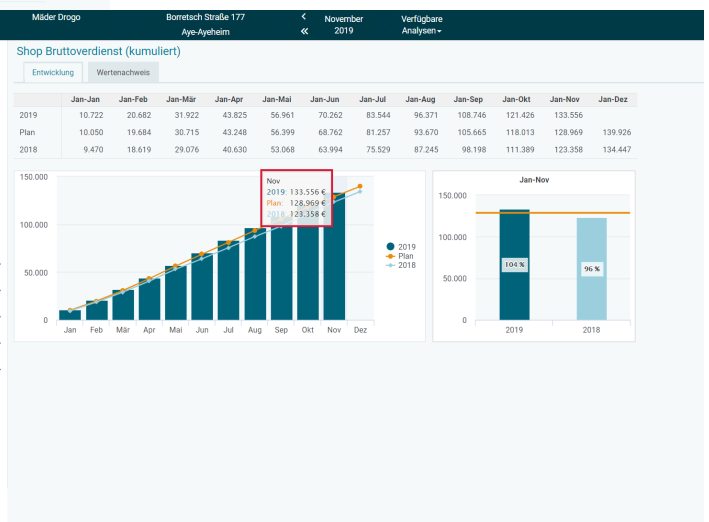 Mäder Drogo
Borretsch Straße 177
Aye-Ayeheim
‹ November
« 2019
Verfügbare
Analysen
Shop Bruttoverdienst (kumuliert)
Entwicklung Wertenachweis
Jan-Jan Jan-Feb Jan-Mär Jan-Apr Jan-Mai Jan-Jun Jan-Jul Jan-Aug Jan-Sep Jan-Okt Jan-Nov Jan-Dez
2019 10.722 20.682 31.922 43.825 56.961 70.262 83.544 96.371 108.746 121.426 133.556
Plan 10.050 19.684 30.715 43.248 56.399 68.762 81.257 93.670 105.665 118.013 128.969 139.926
2018 9.470 18.619 29.076 40.630 53.068 63.994 75.529 87.245 98.198 111.389 123.358 134.447
150.000
100.000
50.000
0
Jan Feb Mär Apr Mai Jun Jul Aug Sep Okt Nov Dez
Nov
2019: 133.556 €
Plan: 128.969 €
2018: 123.358 €
2019
Plan
2018
Jan-Nov
150.000
100.000
50.000
0
104 %
96 %
2019 2018